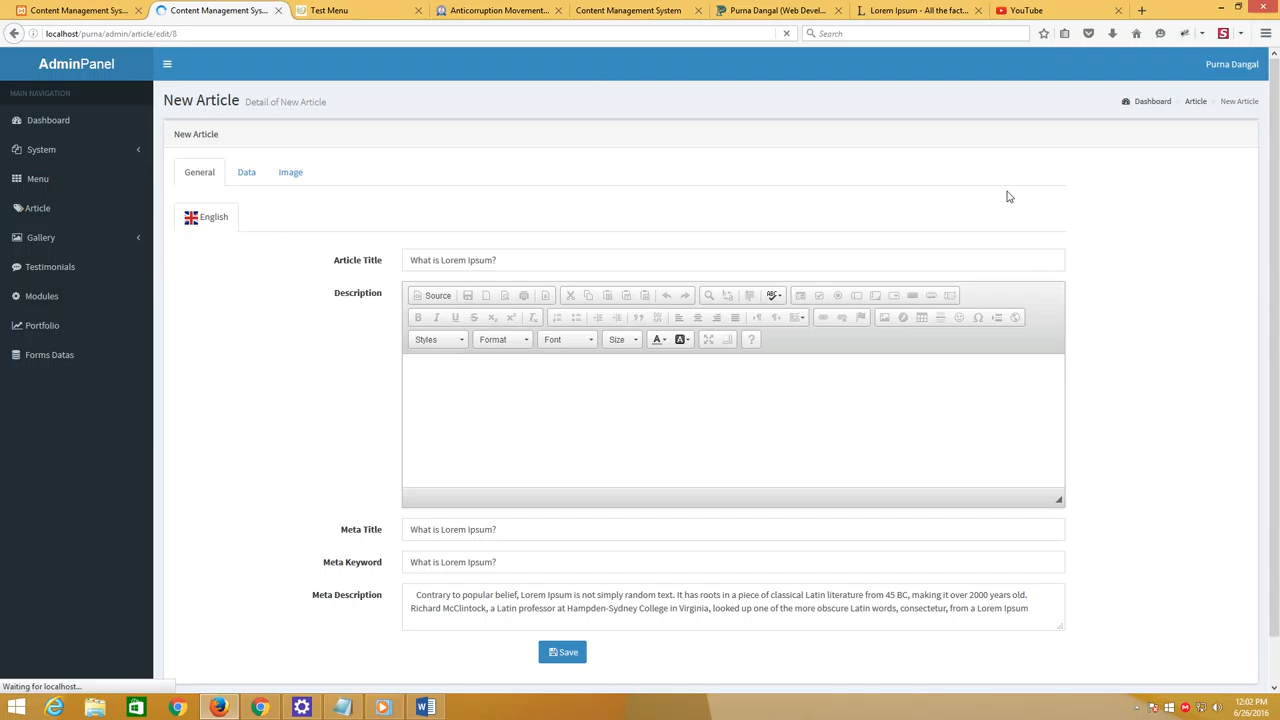 Content Management Sys...
Content Management Sys...
Test Menu
Anticorruption Movement...
Content Management System
Purna Dangal (Web Devel...
Lorem Ipsum - All the fact...
YouTube
localhost/purna/admin/article/edit/8
Search
AdminPanel
Purna Dangal
MAIN NAVIGATION
Dashboard
System
Menu
Article
Gallery
Testimonials
Modules
Portfolio
Forms Datas
New Article Detail of New Article
Dashboard > Article > New Article
New Article
General
Data
Image
English
Article Title
What is Lorem Ipsum?
Description
Source
Styles
Format
Font
Size
Meta Title
What is Lorem Ipsum?
Meta Keyword
What is Lorem Ipsum?
Meta Description
Contrary to popular belief, Lorem Ipsum is not simply random text. It has roots in a piece of classical Latin literature from 45 BC, making it over 2000 years old.
Richard McClintock, a Latin professor at Hampden-Sydney College in Virginia, looked up one of the more obscure Latin words, consectetur, from a Lorem Ipsum
Save
Waiting for localhost...
12:02 PM
6/26/2016